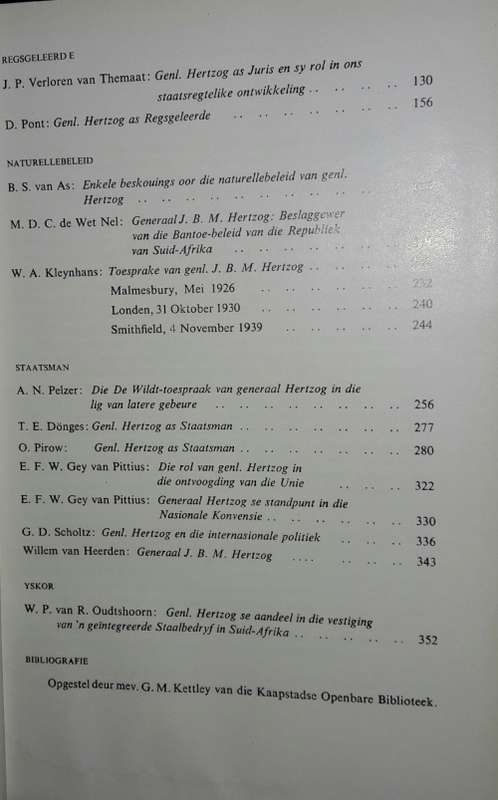 REGSGELEERDE
J. P. Verloren van Themaat: Genl. Hertzog as Juris en sy rol in ons
staatsregtelike ontwikkeling .. .. .. .. 130
D. Pont: Genl. Hertzog as Regsgeleerde .. .. .. .. .. .. 156
NATURELLEBELEID
B. S. van As: Enkele beskouings oor die naturellebeleid van genl.
Hertzog .. .. .. .. .. .. .. .. ..
M. D. C. de Wet Nel: Generaal J. B. M. Hertzog: Beslaggewer
van die Bantoe-beleid van die Republiek
van Suid-Afrika .. .. .. .. ..
W. A. Kleynhans: Toesprake van genl. J. B. M. Hertzog .. .. ..
Malmesbury, Mei 1926 .. .. .. .. 232
Londen, 31 Oktober 1930 .. .. .. .. 240
Smithfield, 4 November 1939 .. .. .. .. 244
STAATSMAN
A. N. Pelzer: Die De Wildt-toespraak van generaal Hertzog in die
lig van latere gebeure .. .. .. .. .. .. .. 256
T. E. Dönges: Genl. Hertzog as Staatsman .. .. .. .. .. .. 277
O. Pirow: Genl. Hertzog as Staatsman .. .. .. .. .. .. 280
E. F. W. Gey van Pittius: Die rol van genl. Hertzog in
die ontvoogding van die Unie .. .. .. 322
E. F. W. Gey van Pittius: Generaal Hertzog se standpunt in die
Nasionale Konvensie .. .. .. .. .. .. 330
G. D. Scholtz: Genl. Hertzog en die internasionale politiek .. .. .. 336
Willem van Heerden: Generaal J. B. M. Hertzog .... .. .. .. 343
YSKOR
W. P. van R. Oudtshoorn: Genl. Hertzog se aandeel in die vestiging
van 'n geïntegreerde Staalbedryf in Suid-Afrika .. .. .. .. .. 352
BIBLIOGRAFIE
Opgestel deur mev. G. M. Kettley van die Kaapstadse Openbare Biblioteek.